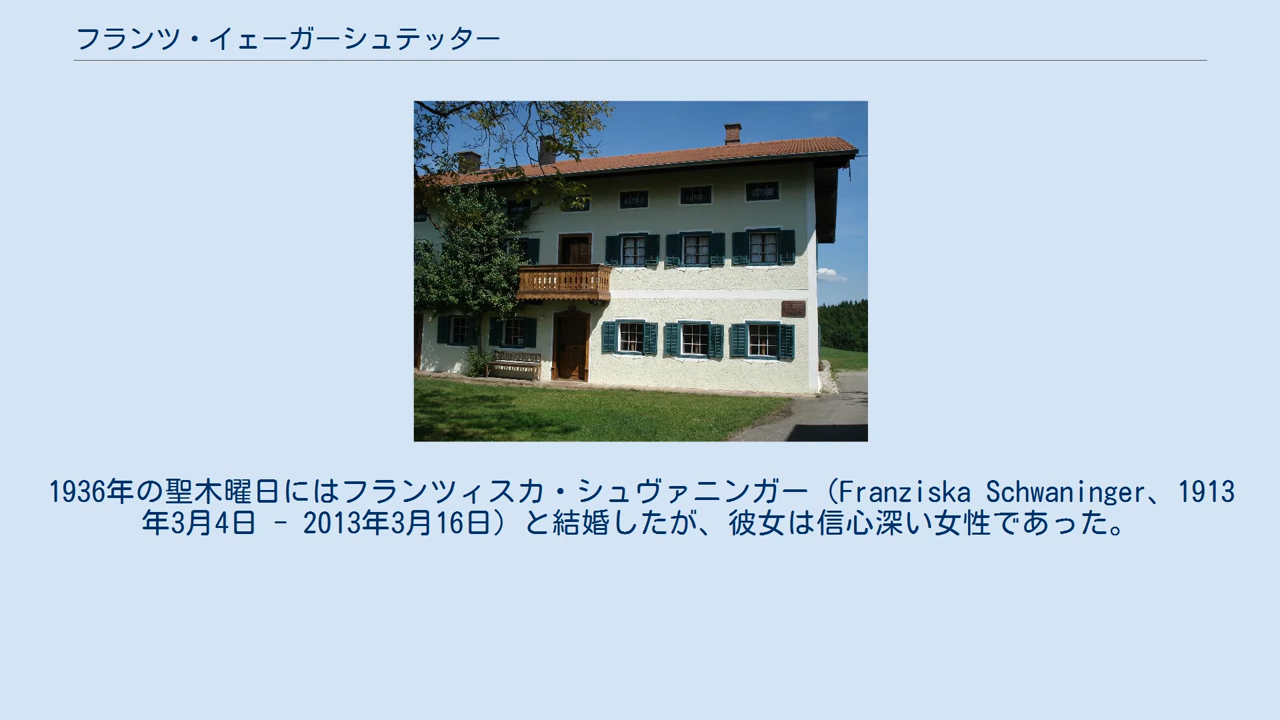 フランツ・イェーガーシュテッター
1936年の聖木曜日にはフランツィスカ・シュヴァニンガー（Franziska Schwaninger、1913
年3月4日 - 2013年3月16日）と結婚したが、彼女は信心深い女性であった。